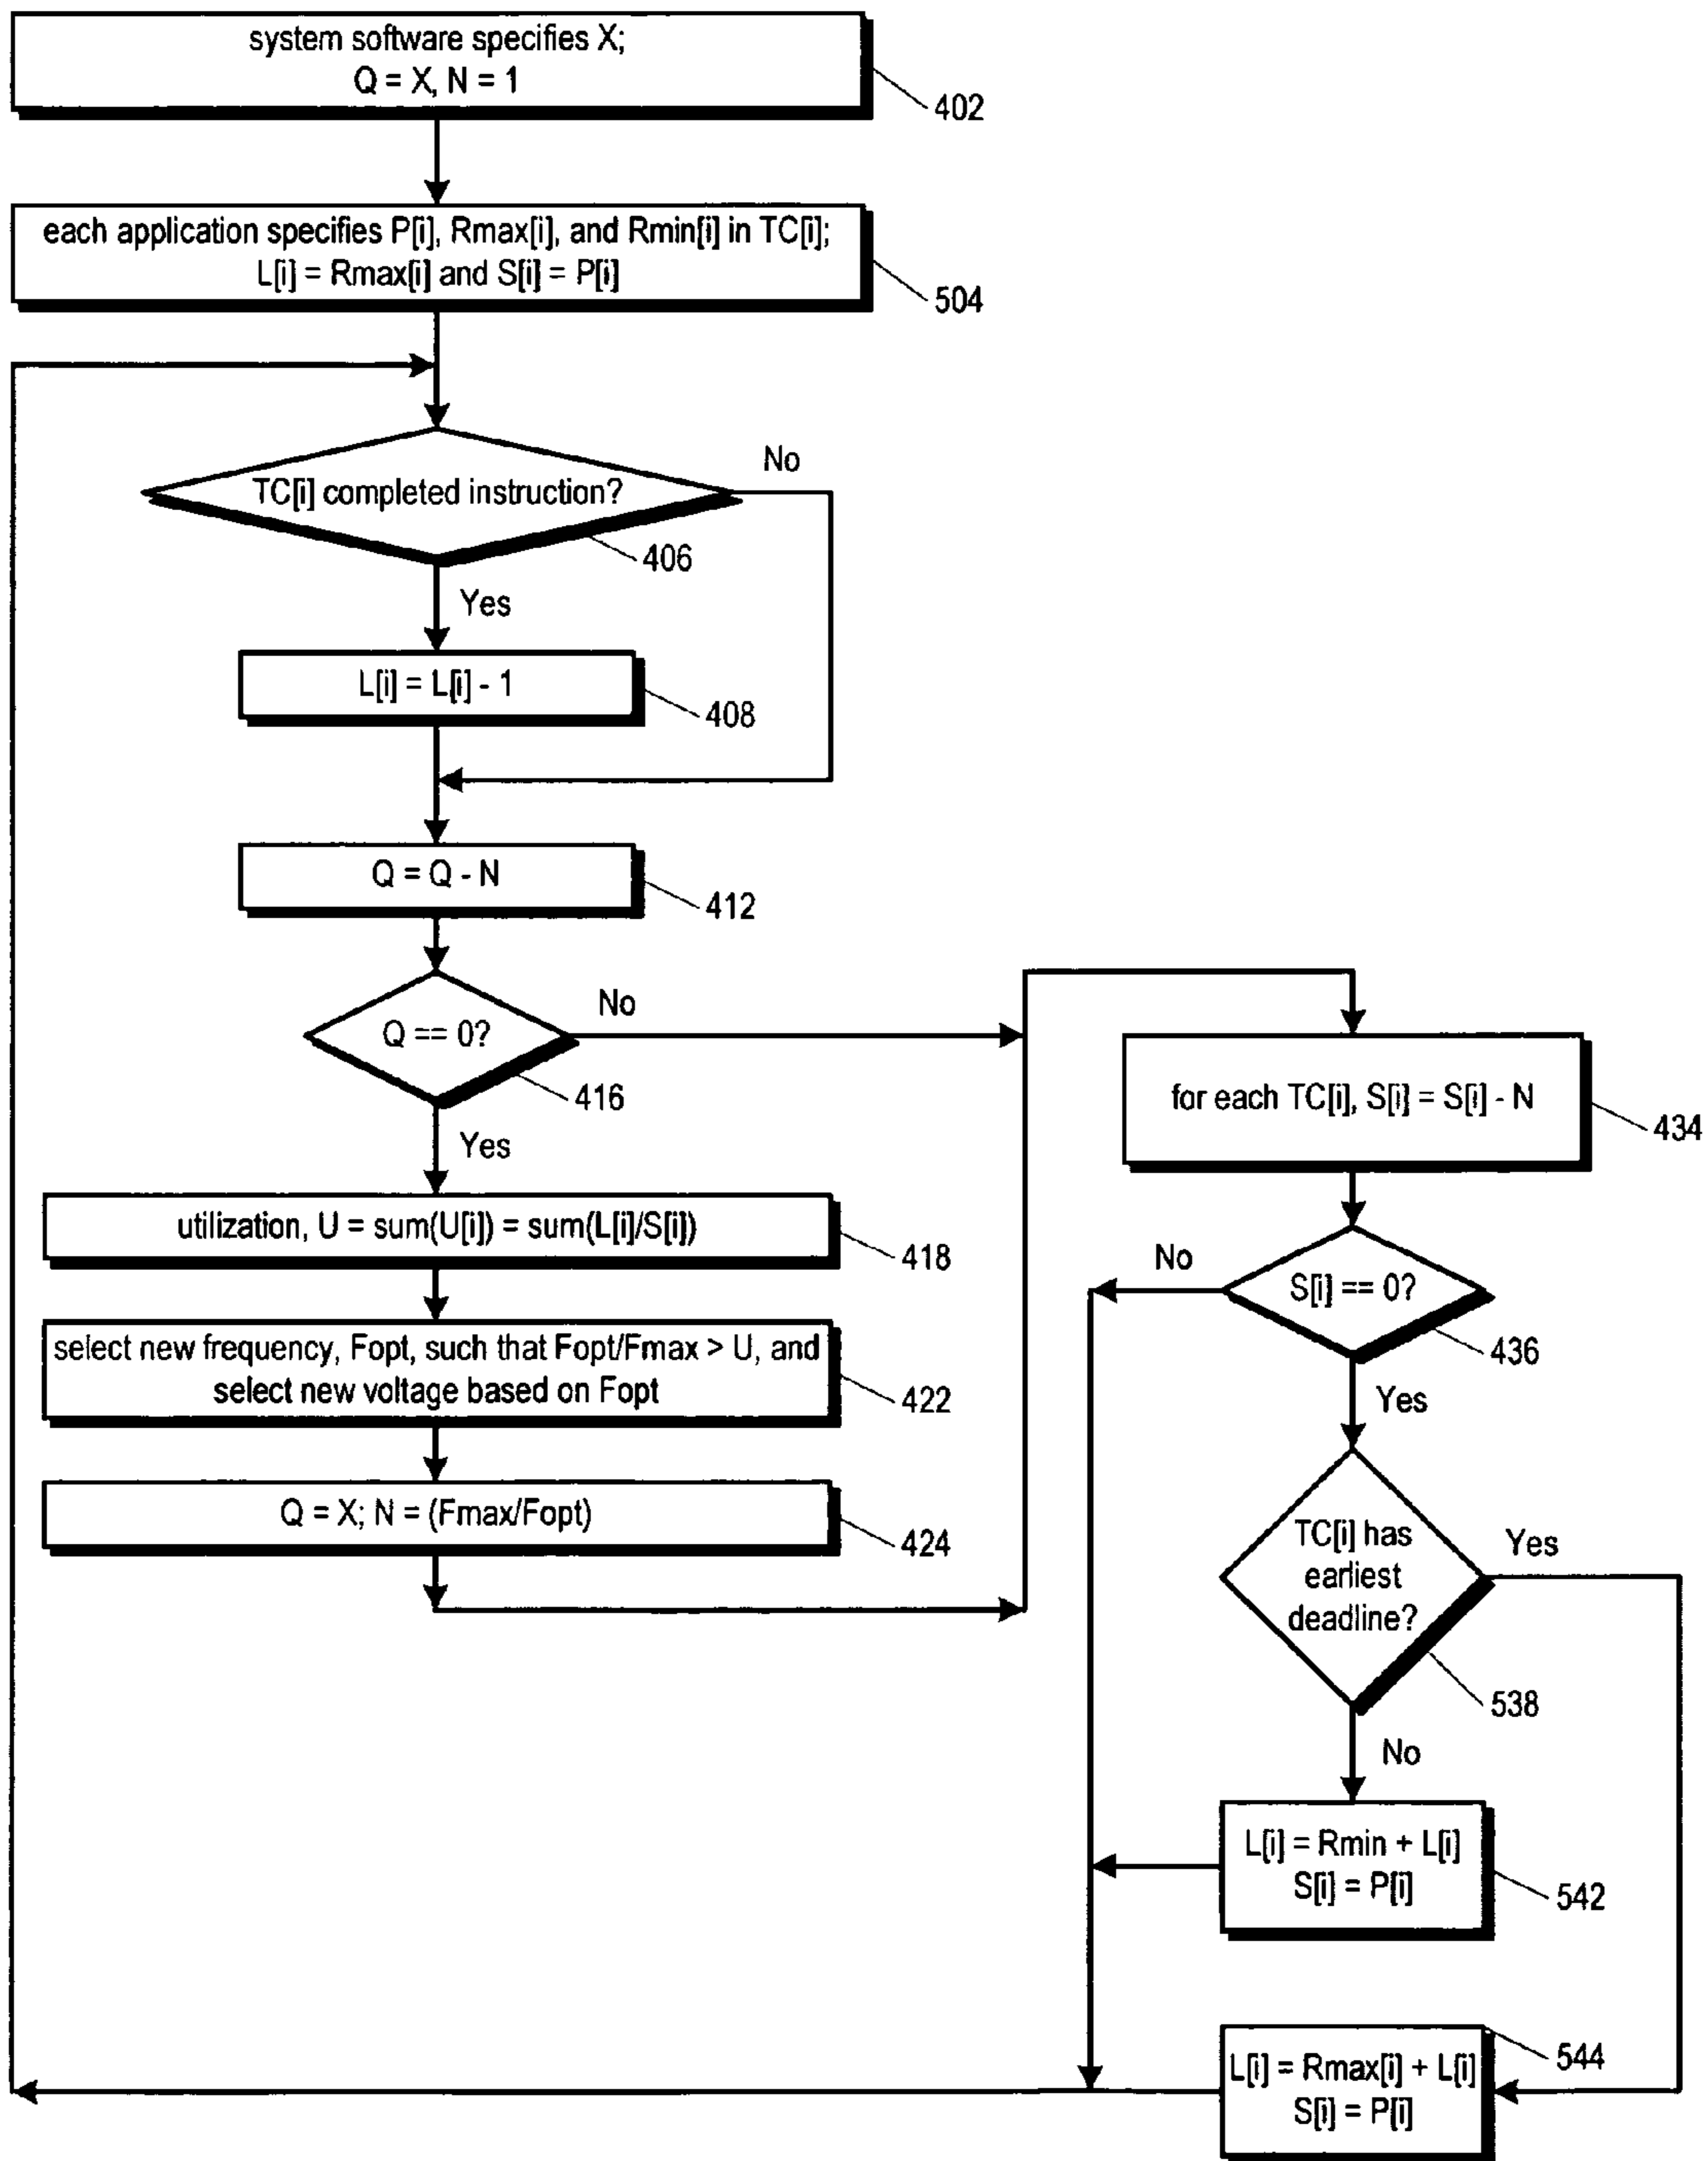 system software specifies X;
Q = X, N = 1
402
each application specifies P[i], Rmax[i], and Rmin[i] in TC[i];
L[i] = Rmax[i] and S[i] = P[i]
504
TC[i] completed instruction?
No
406
Yes
L[i] = L[i] - 1
408
Q = Q - N
412
Q == 0?
No
416
Yes
utilization, U = sum(U[i]) = sum(L[i]/S[i])
418
select new frequency, Fopt, such that Fopt/Fmax > U, and
select new voltage based on Fopt
422
Q = X; N = (Fmax/Fopt)
424
for each TC[i], S[i] = S[i] - N
434
No
S[i] == 0?
436
Yes
TC[i] has
earliest
deadline?
Yes
538
No
L[i] = Rmin + L[i]
S[i] = P[i]
542
L[i] = Rmax[i] + L[i]
S[i] = P[i]
544